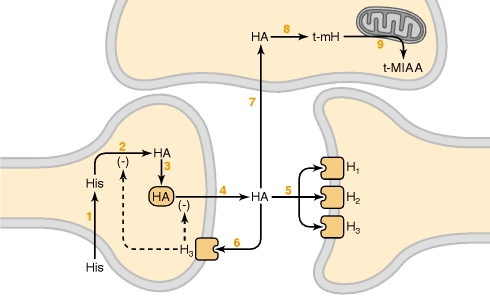 HA 8 t-mH
9
t-MIAA
7
2
(-) HA
3
His
HA 4 HA 5
(-)
1
H3 6
His
H1
H2
H3